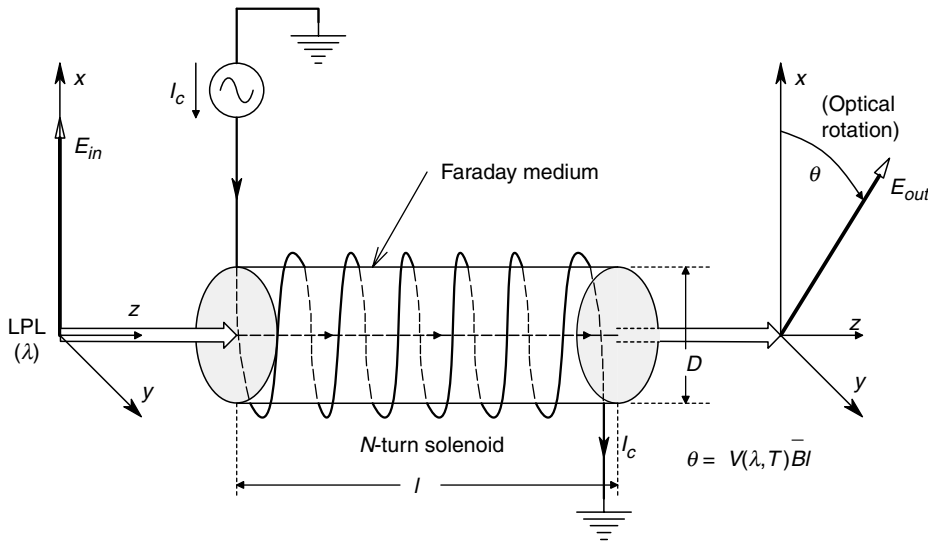 x
I_c
E_in
x
(Optical
rotation)
θ
E_out
Faraday medium
LPL
(λ)
z
y
D
z
y
N-turn solenoid
I_c
θ = V(λ,T)B̅l
l